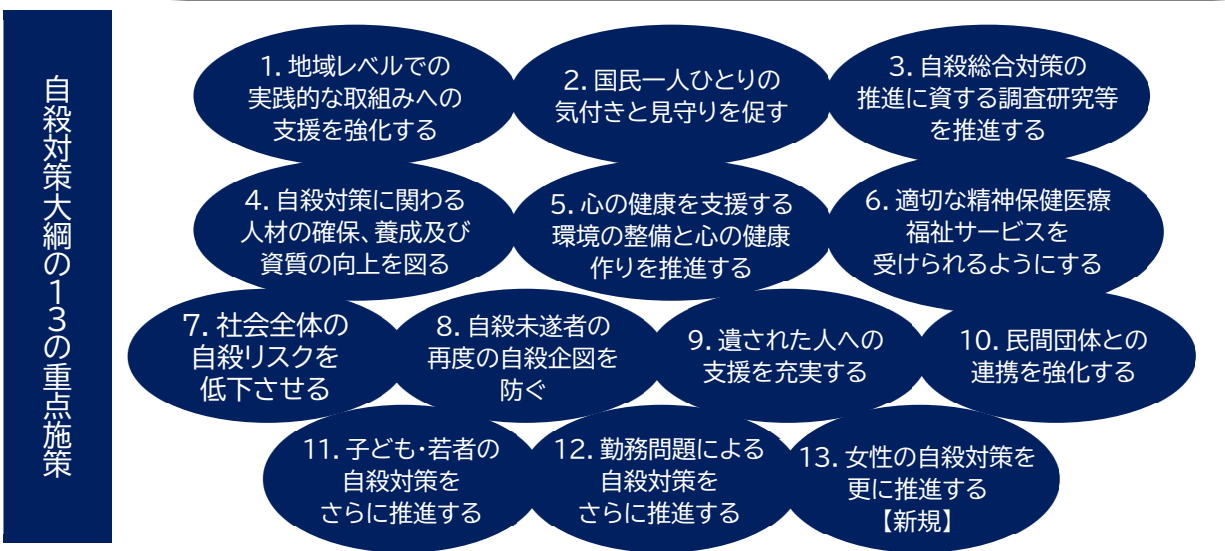 自殺対策大綱の13の重点施策
1. 地域レベルでの
実践的な取組みへの
支援を強化する
2. 国民一人ひとりの
気付きと見守りを促す
3. 自殺総合対策の
推進に資する調査研究等
を推進する
4. 自殺対策に関わる
人材の確保、養成及び
資質の向上を図る
5. 心の健康を支援する
環境の整備と心の健康
作りを推進する
6. 適切な精神保健医療
福祉サービスを
受けられるようにする
7. 社会全体の
自殺リスクを
低下させる
8. 自殺未遂者の
再度の自殺企図を
防ぐ
9. 遺された人への
支援を充実する
10. 民間団体との
連携を強化する
11. 子ども・若者の
自殺対策を
さらに推進する
12. 勤務問題による
自殺対策を
さらに推進する
13. 女性の自殺対策を
更に推進する
【新規】